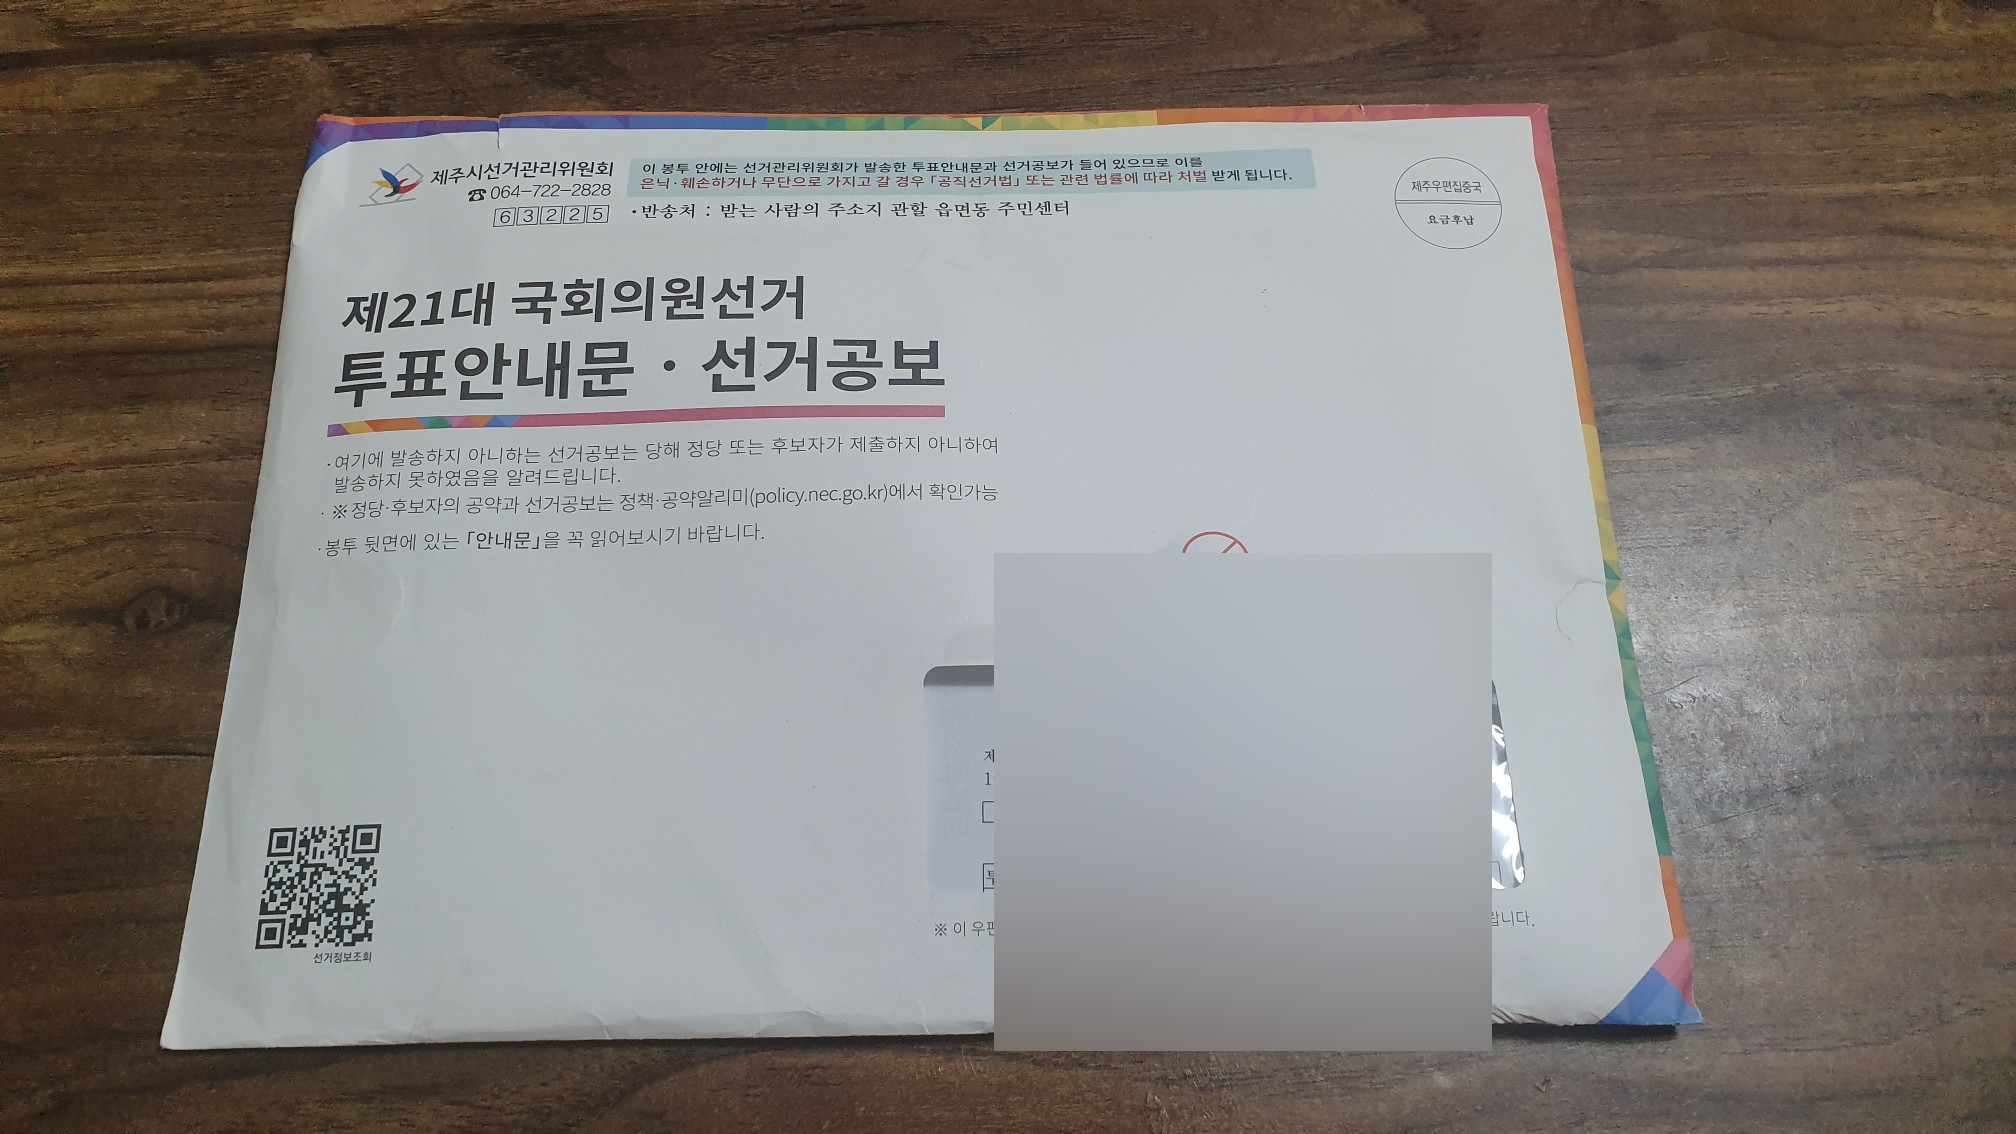 제주시선거관리위원회
☎ 064-722-2828
63225
이 봉투 안에는 선거관리위원회가 발송한 투표안내문과 선거공보가 들어 있으므로 이를
은닉·훼손하거나 무단으로 가지고 갈 경우 「공직선거법」 또는 관련 법률에 따라 처벌 받게 됩니다.
•반송처 : 받는 사람의 주소지 관할 읍면동 주민센터
제주우편집중국
요금후납
제21대 국회의원선거
투표안내문·선거공보
·여기에 발송하지 아니하는 선거공보는 당해 정당 또는 후보자가 제출하지 아니하여
발송하지 못하였음을 알려드립니다.
· ※ 정당·후보자의 공약과 선거공보는 정책·공약알리미(policy.nec.go.kr)에서 확인가능
·봉투 뒷면에 있는 「안내문」을 꼭 읽어보시기 바랍니다.
※ 이
선거정보조회